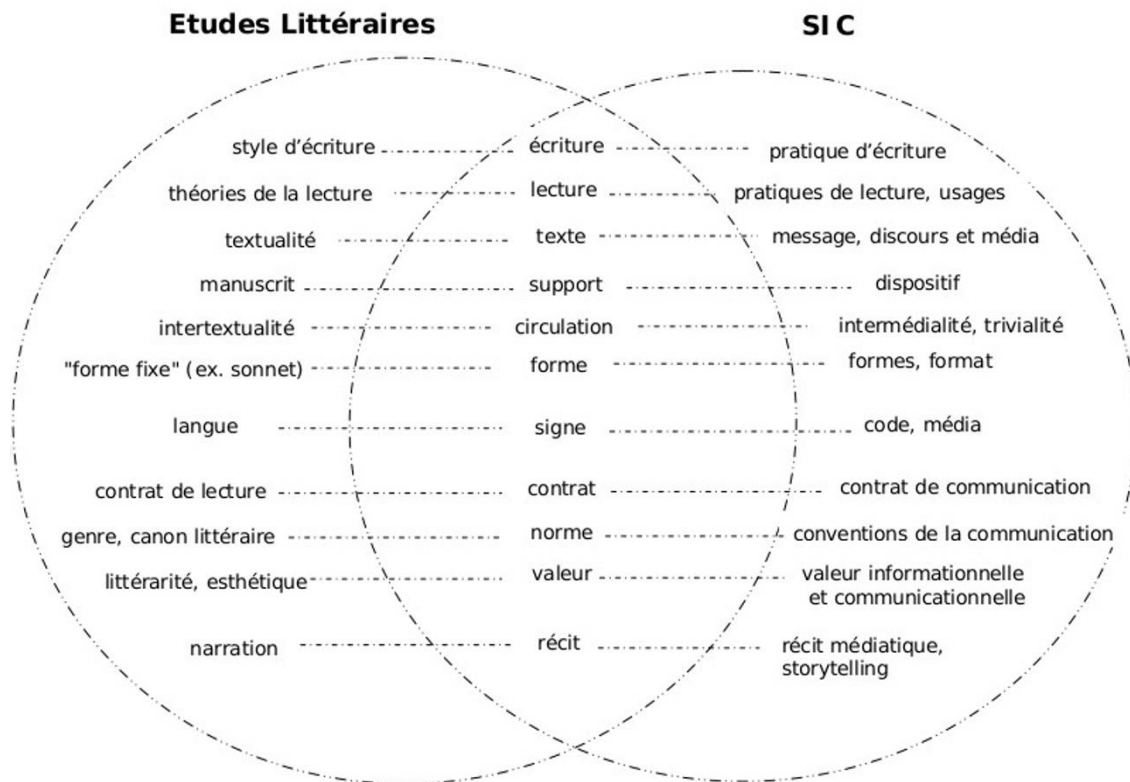 Etudes Littéraires
SIC
style d'écriture écriture pratique d'écriture
théories de la lecture lecture pratiques de lecture, usages
textualité texte message, discours et média
manuscrit support dispositif
intertextualité circulation intermédialité, trivialité
"forme fixe" (ex. sonnet) forme formes, format
langue signe code, média
contrat de lecture contrat contrat de communication
genre, canon littéraire norme conventions de la communication
littérarité, esthétique valeur valeur informationnelle
et communicationnelle
narration récit récit médiatique,
storytelling